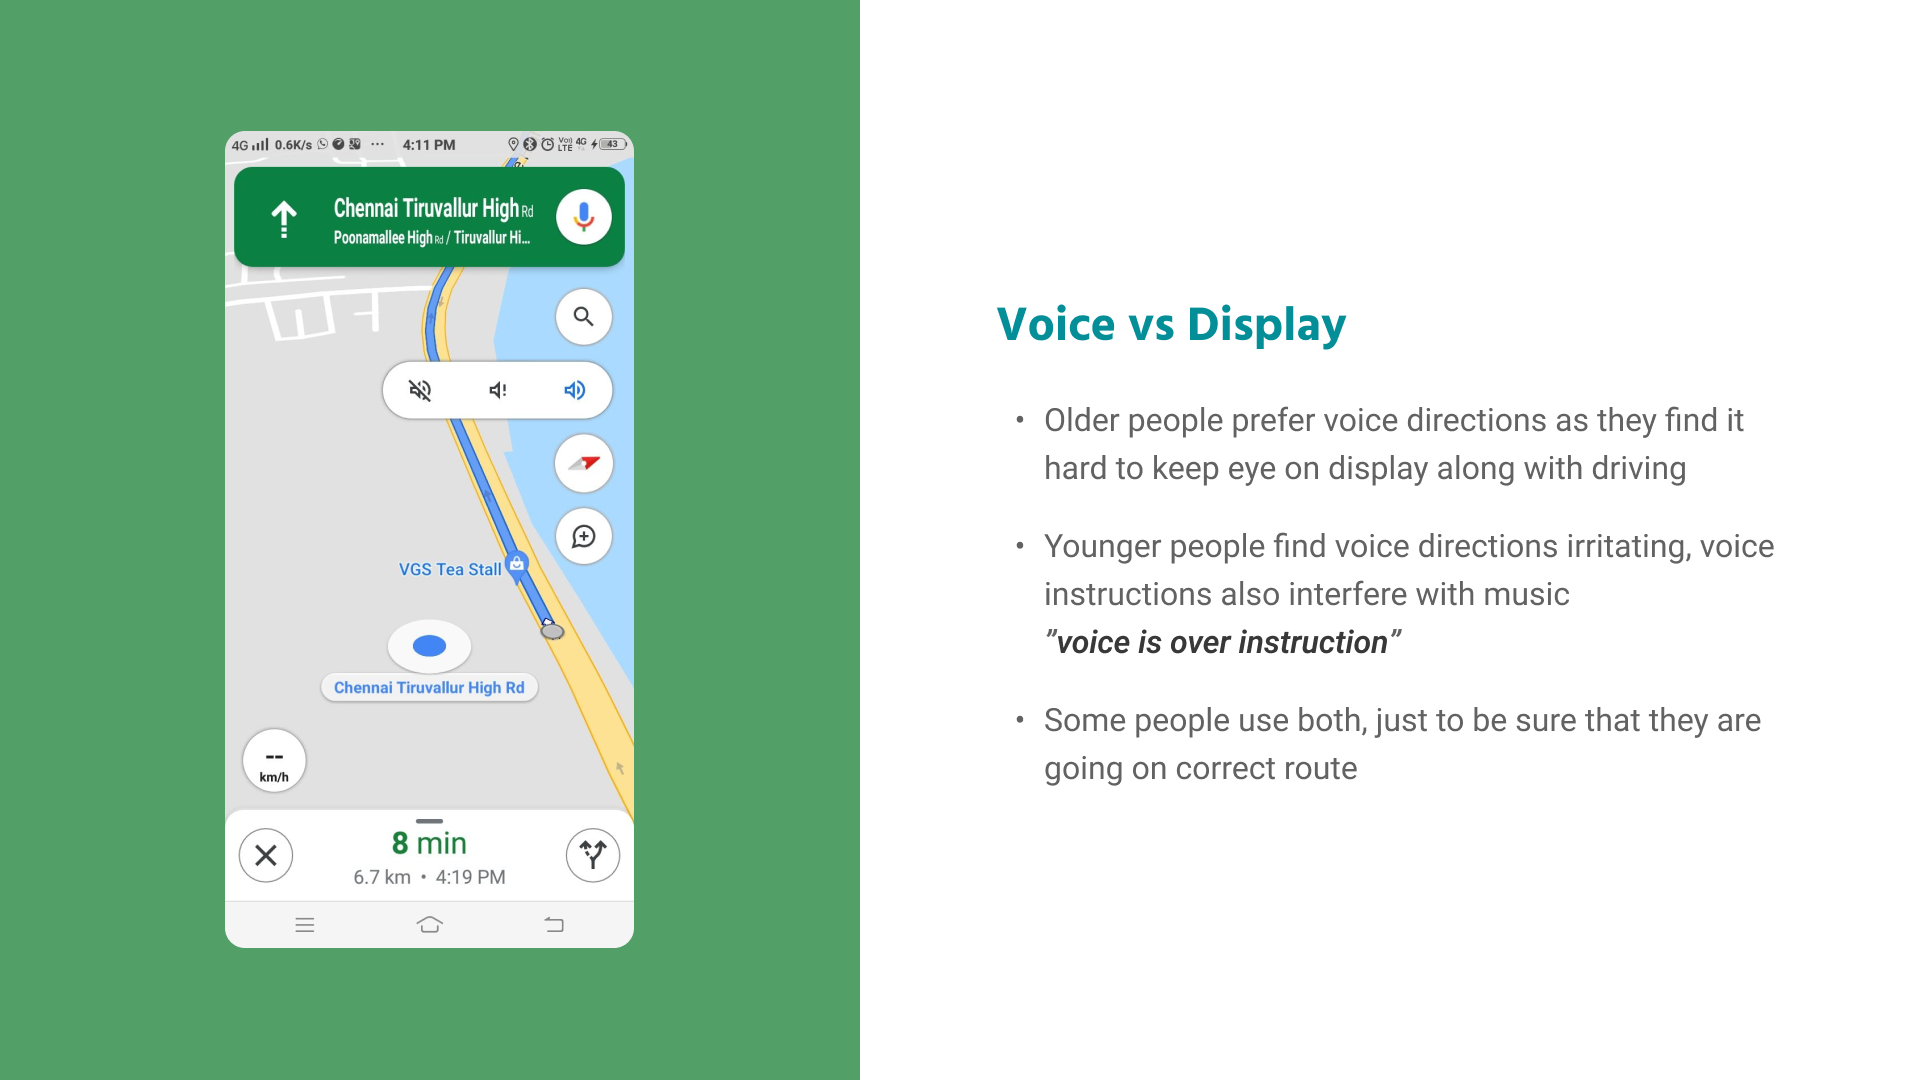 4G 0.6K/s ... 4:11 PM Vo)) LTE 4G 43
Chennai Tiruvallur High Rd
Poonamallee High Rd / Tiruvallur Hi...
VGS Tea Stall
Chennai Tiruvallur High Rd
--
km/h
8 min
6.7 km • 4:19 PM
Voice vs Display
• Older people prefer voice directions as they find it
hard to keep eye on display along with driving
• Younger people find voice directions irritating, voice
instructions also interfere with music
”voice is over instruction”
• Some people use both, just to be sure that they are
going on correct route